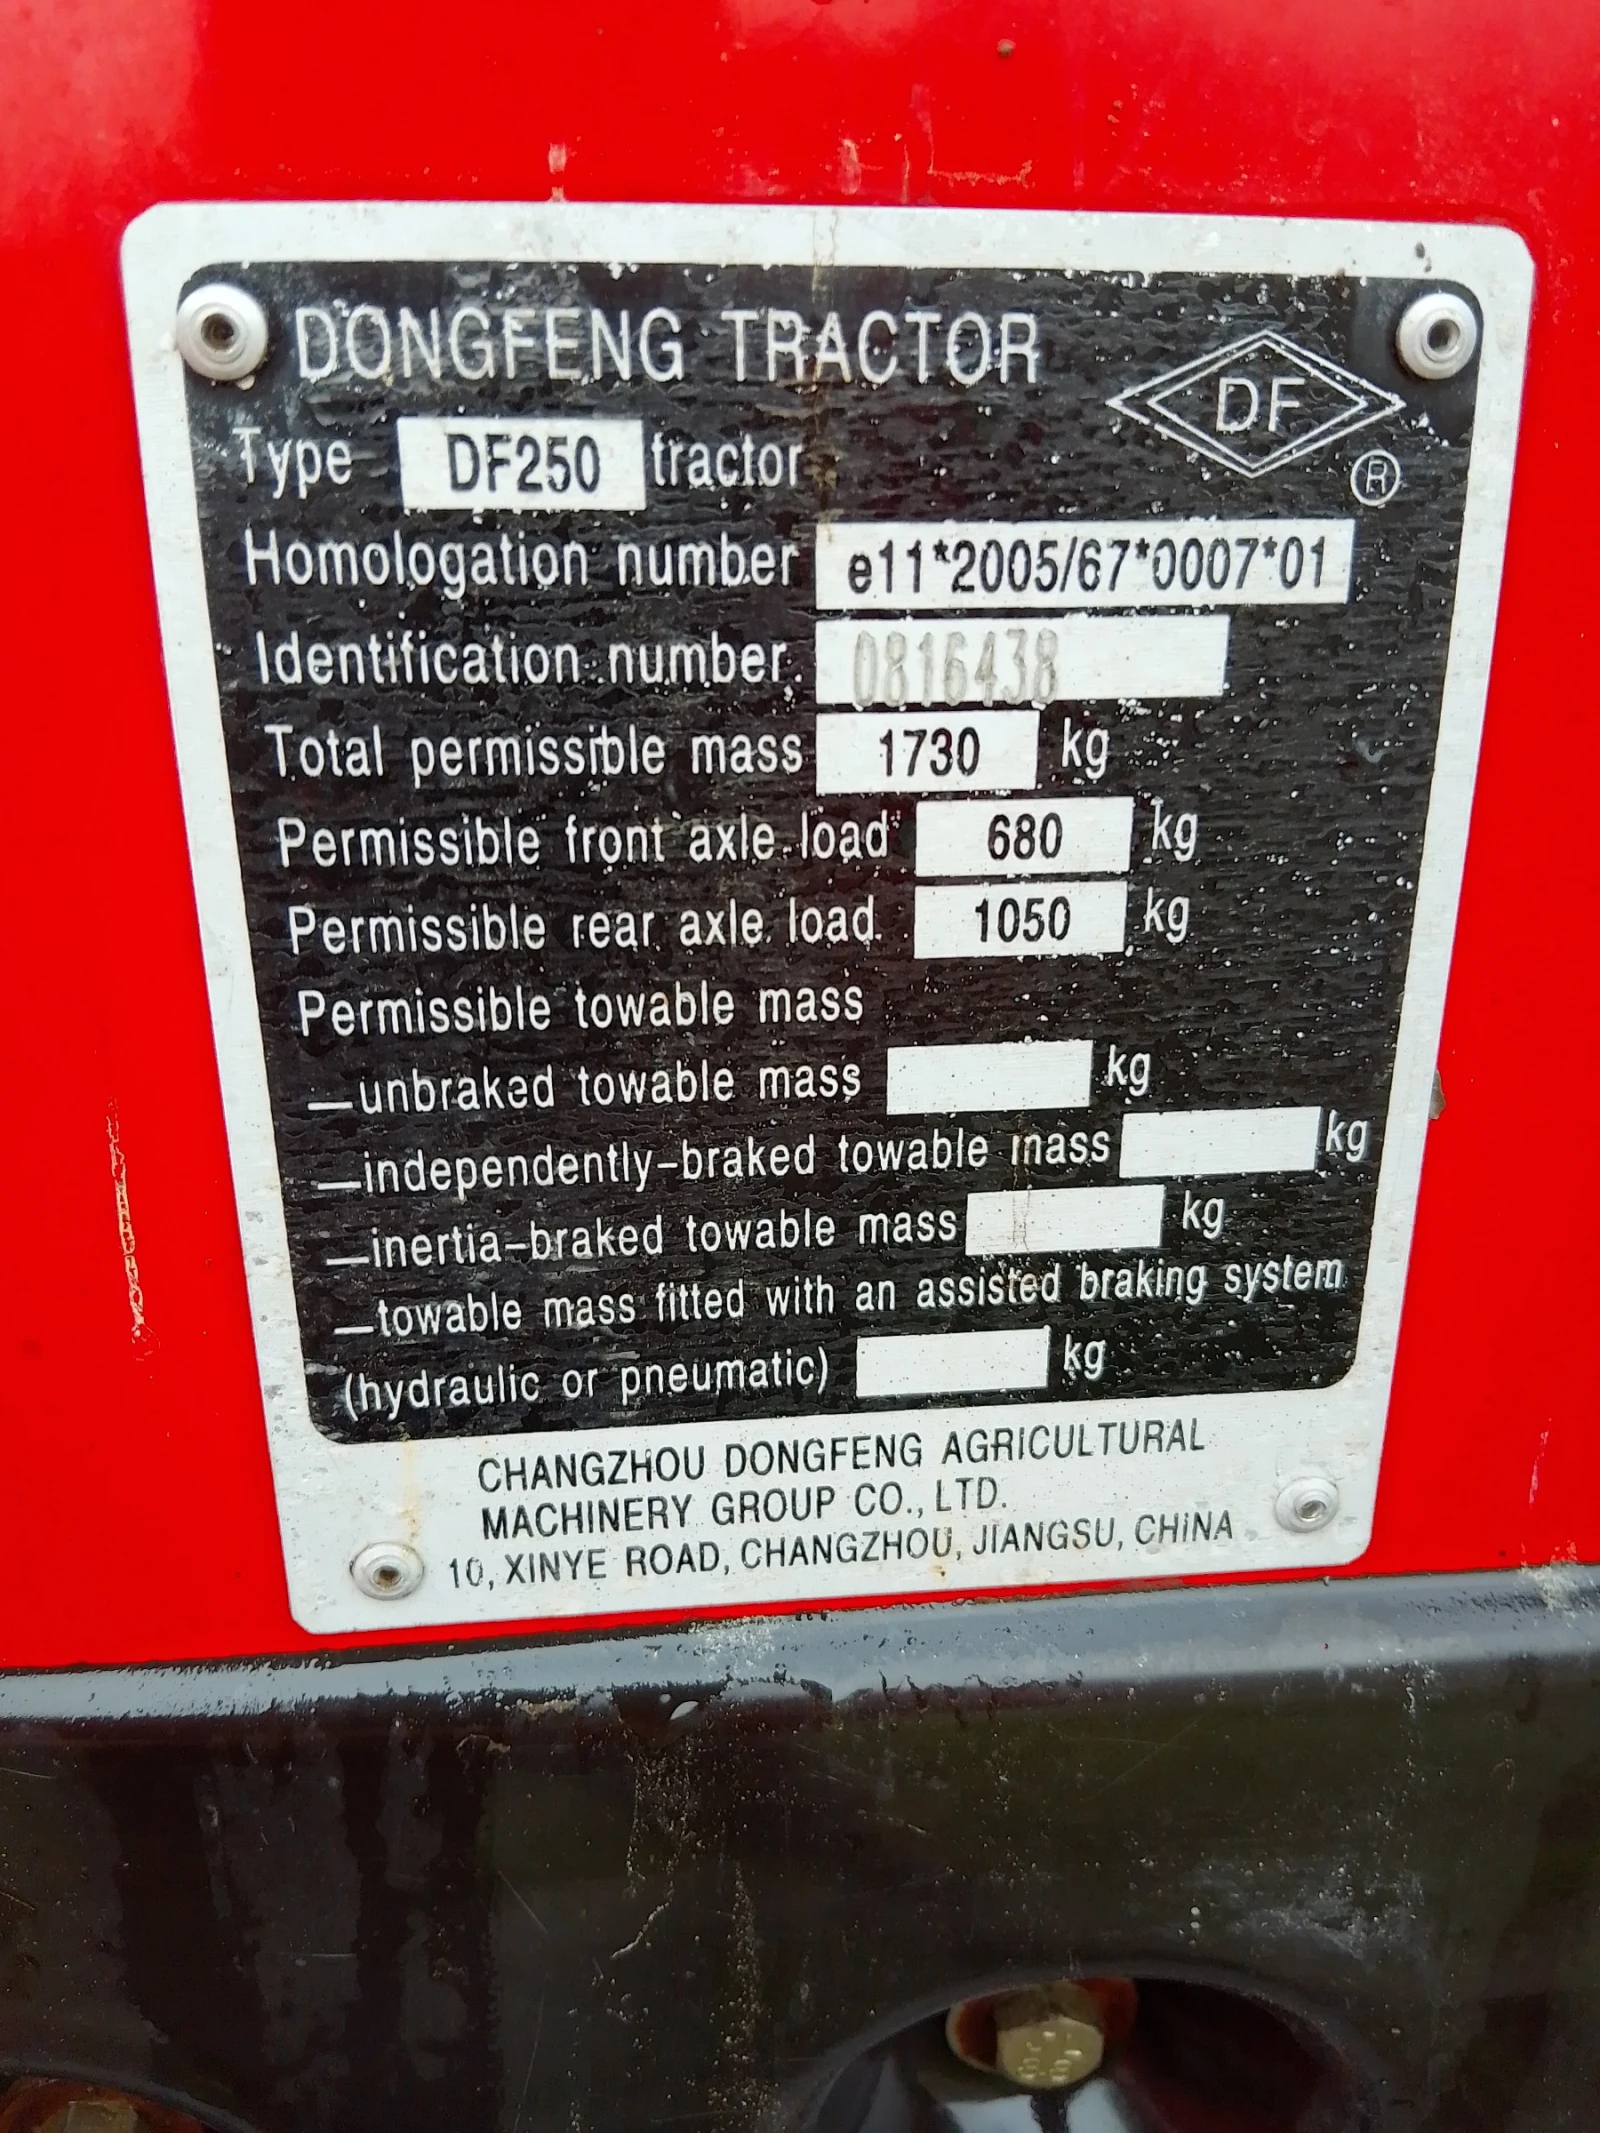 DONGFENG TRACTOR
DF
®
Type DF250 tractor
Homologation number e11*2005/67*0007*01
Identification number 0816438
Total permissible mass 1730 kg
Permissible front axle load 680 kg
Permissible rear axle load 1050 kg
Permissible towable mass
—unbraked towable mass kg
—independently-braked towable mass kg
—inertia-braked towable mass kg
—towable mass fitted with an assisted braking system
(hydraulic or pneumatic) kg
CHANGZHOU DONGFENG AGRICULTURAL
MACHINERY GROUP CO., LTD.
10, XINYE ROAD, CHANGZHOU, JIANGSU, CHINA